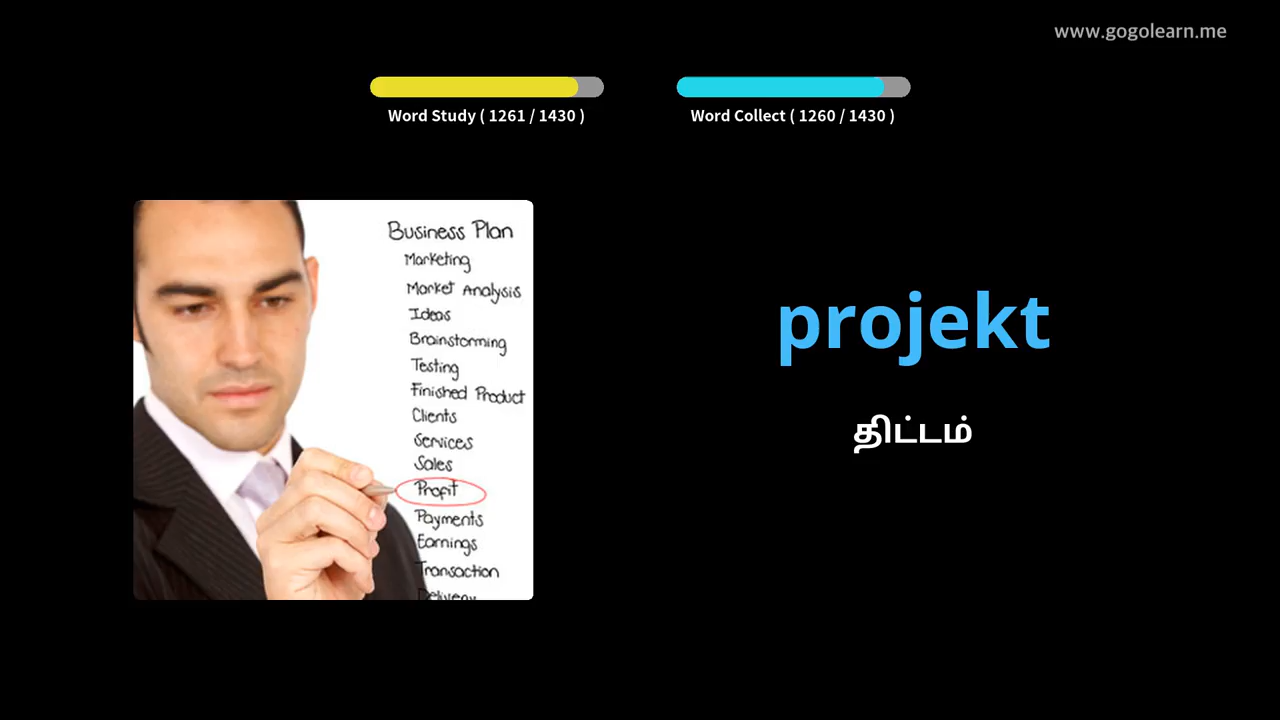 www.gogolearn.me
Word Study ( 1261 / 1430 )
Word Collect ( 1260 / 1430 )
Business Plan
Marketing
Market Analysis
Ideas
Brainstorming
Testing
Finished Product
Clients
Services
Sales
Profit
Payments
Earnings
Transaction
Delivery
projekt
திட்டம்